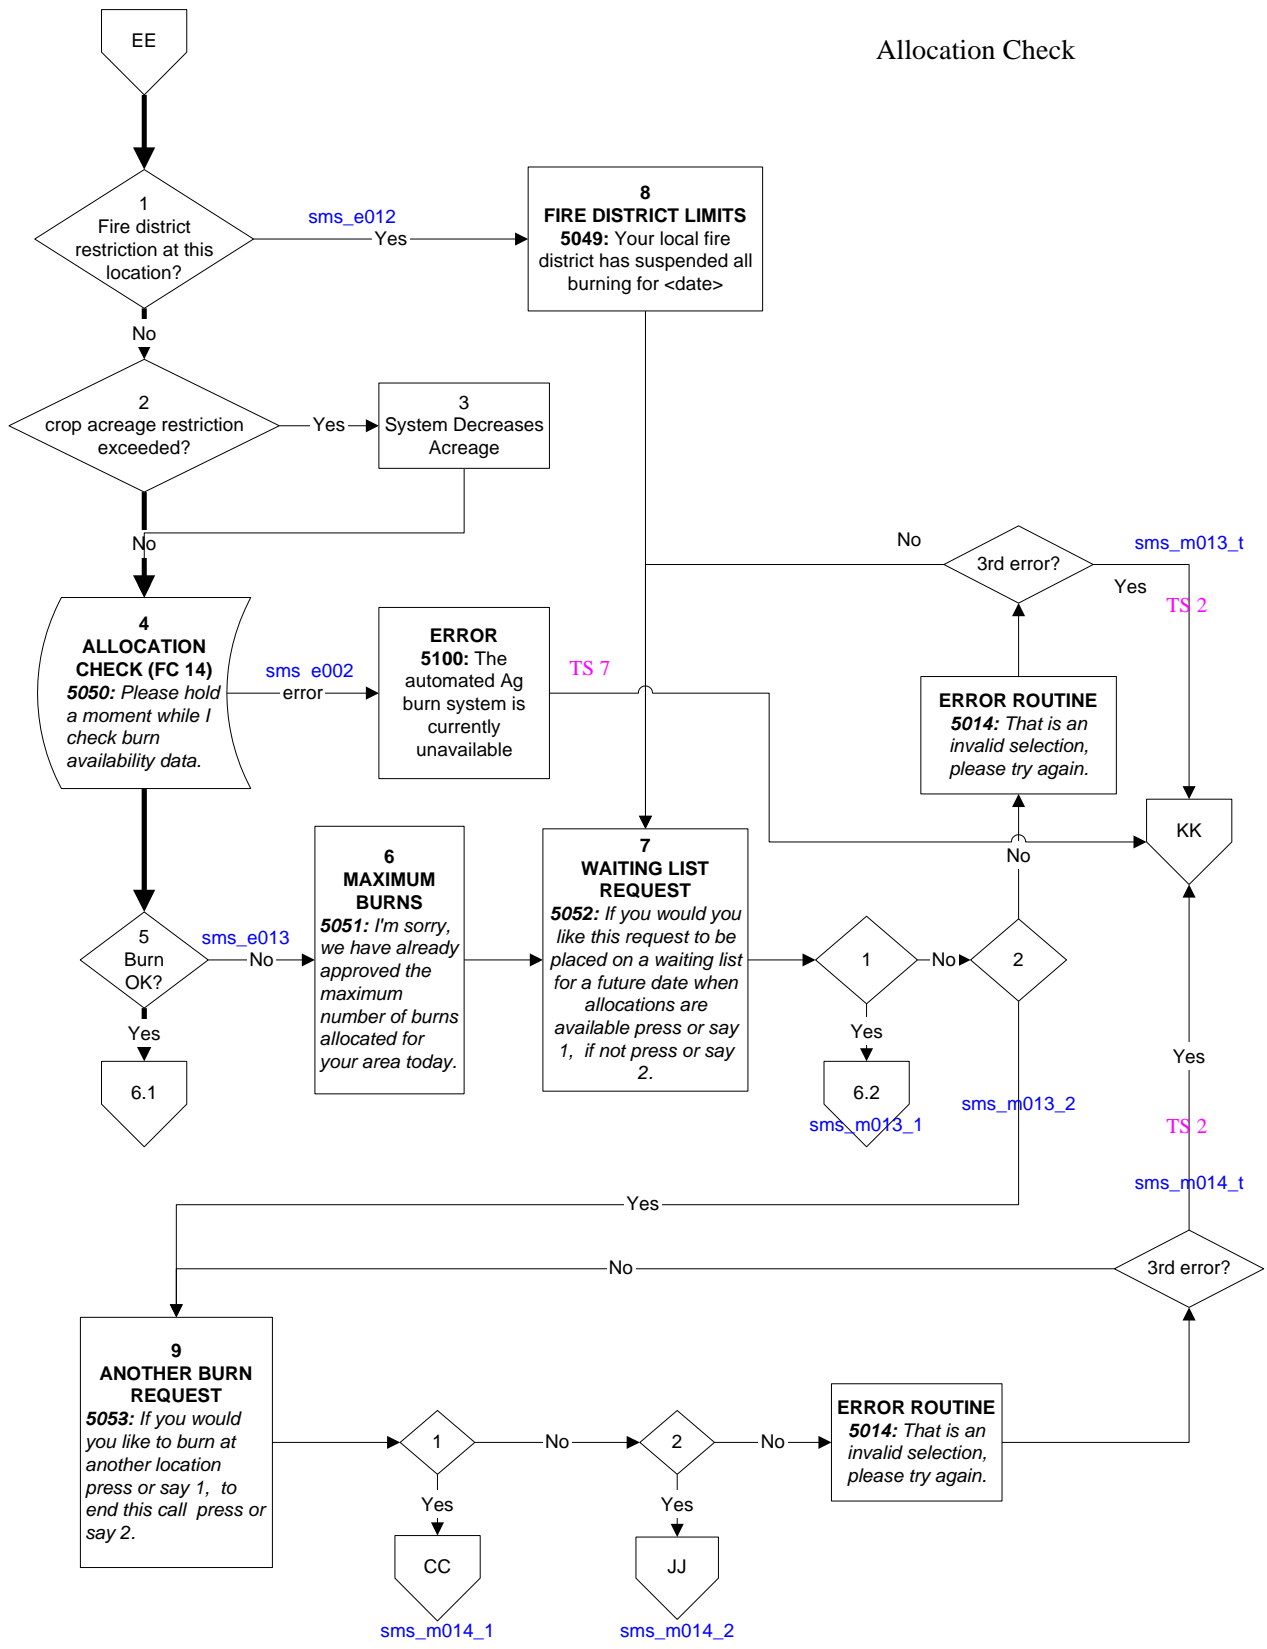 EE
Allocation Check
1
Fire district
restriction at this
location?
sms_e012
Yes
8
FIRE DISTRICT LIMITS
5049: Your local fire
district has suspended all
burning for <date>
No
2
crop acreage restriction
exceeded?
Yes
3
System Decreases
Acreage
No
No
3rd error?
sms_m013_t
Yes
TS 2
4
ALLOCATION
CHECK (FC 14)
5050: Please hold
a moment while I
check burn
availability data.
sms_e002
error
ERROR
5100: The
automated Ag
burn system is
currently
unavailable
TS 7
ERROR ROUTINE
5014: That is an
invalid selection,
please try again.
KK
No
5
Burn
OK?
sms_e013
No
6
MAXIMUM
BURNS
5051: I'm sorry,
we have already
approved the
maximum
number of burns
allocated for
your area today.
7
WAITING LIST
REQUEST
5052: If you would you
like this request to be
placed on a waiting list
for a future date when
allocations are
available press or say
1, if not press or say
2.
1
No
2
Yes
6.1
Yes
6.2
sms_m013_1
sms_m013_2
Yes
TS 2
sms_m014_t
Yes
No
3rd error?
9
ANOTHER BURN
REQUEST
5053: If you would
you like to burn at
another location
press or say 1, to
end this call press or
say 2.
1
No
2
No
ERROR ROUTINE
5014: That is an
invalid selection,
please try again.
Yes
CC
sms_m014_1
Yes
JJ
sms_m014_2